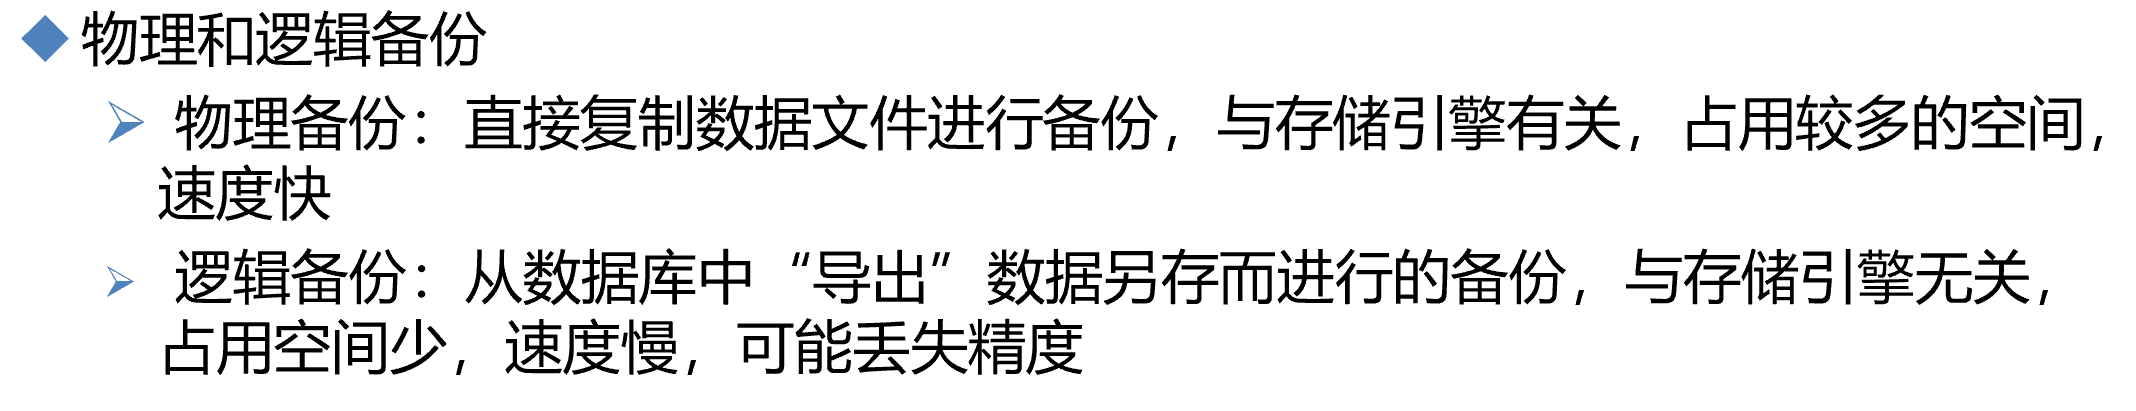 物理和逻辑备份
物理备份：直接复制数据文件进行备份，与存储引擎有关，占用较多的空间，
速度快
逻辑备份：从数据库中“导出”数据另存而进行的备份，与存储引擎无关，
占用空间少，速度慢，可能丢失精度